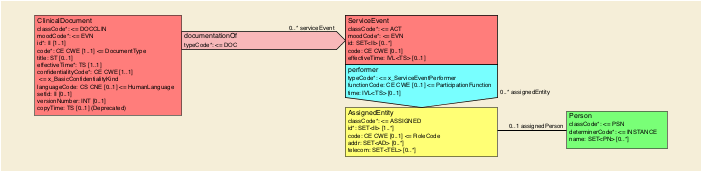 ClinicalDocument
classCode*: <= DOCCLIN
moodCode*: <= EVN
id*: II [1..1]
code*: CE CWE [1..1] <= DocumentType
title: ST [0..1]
effectiveTime*: TS [1..1]
confidentialityCode*: CE CWE [1..1]
<= x_BasicConfidentialityKind
languageCode: CS CNE [0..1] <= HumanLanguage
setId: II [0..1]
versionNumber: INT [0..1]
copyTime: TS [0..1] (Deprecated)
documentationOf
typeCode*: <= DOC
0..* serviceEvent
ServiceEvent
classCode*: <= ACT
moodCode*: <= EVN
id: SET<II> [0..*]
code: CE CWE [0..1]
effectiveTime: IVL<TS> [0..1]
performer
typeCode*: <= x_ServiceEventPerformer
functionCode: CE CWE [0..1] <= ParticipationFunction
time: IVL<TS> [0..1]
0..* assignedEntity
AssignedEntity
classCode*: <= ASSIGNED
id*: SET<II> [1..*]
code: CE CWE [0..1] <= RoleCode
addr: SET<AD> [0..*]
telecom: SET<TEL> [0..*]
0..1 assignedPerson
Person
classCode*: <= PSN
determinerCode*: <= INSTANCE
name: SET<PN> [0..*]